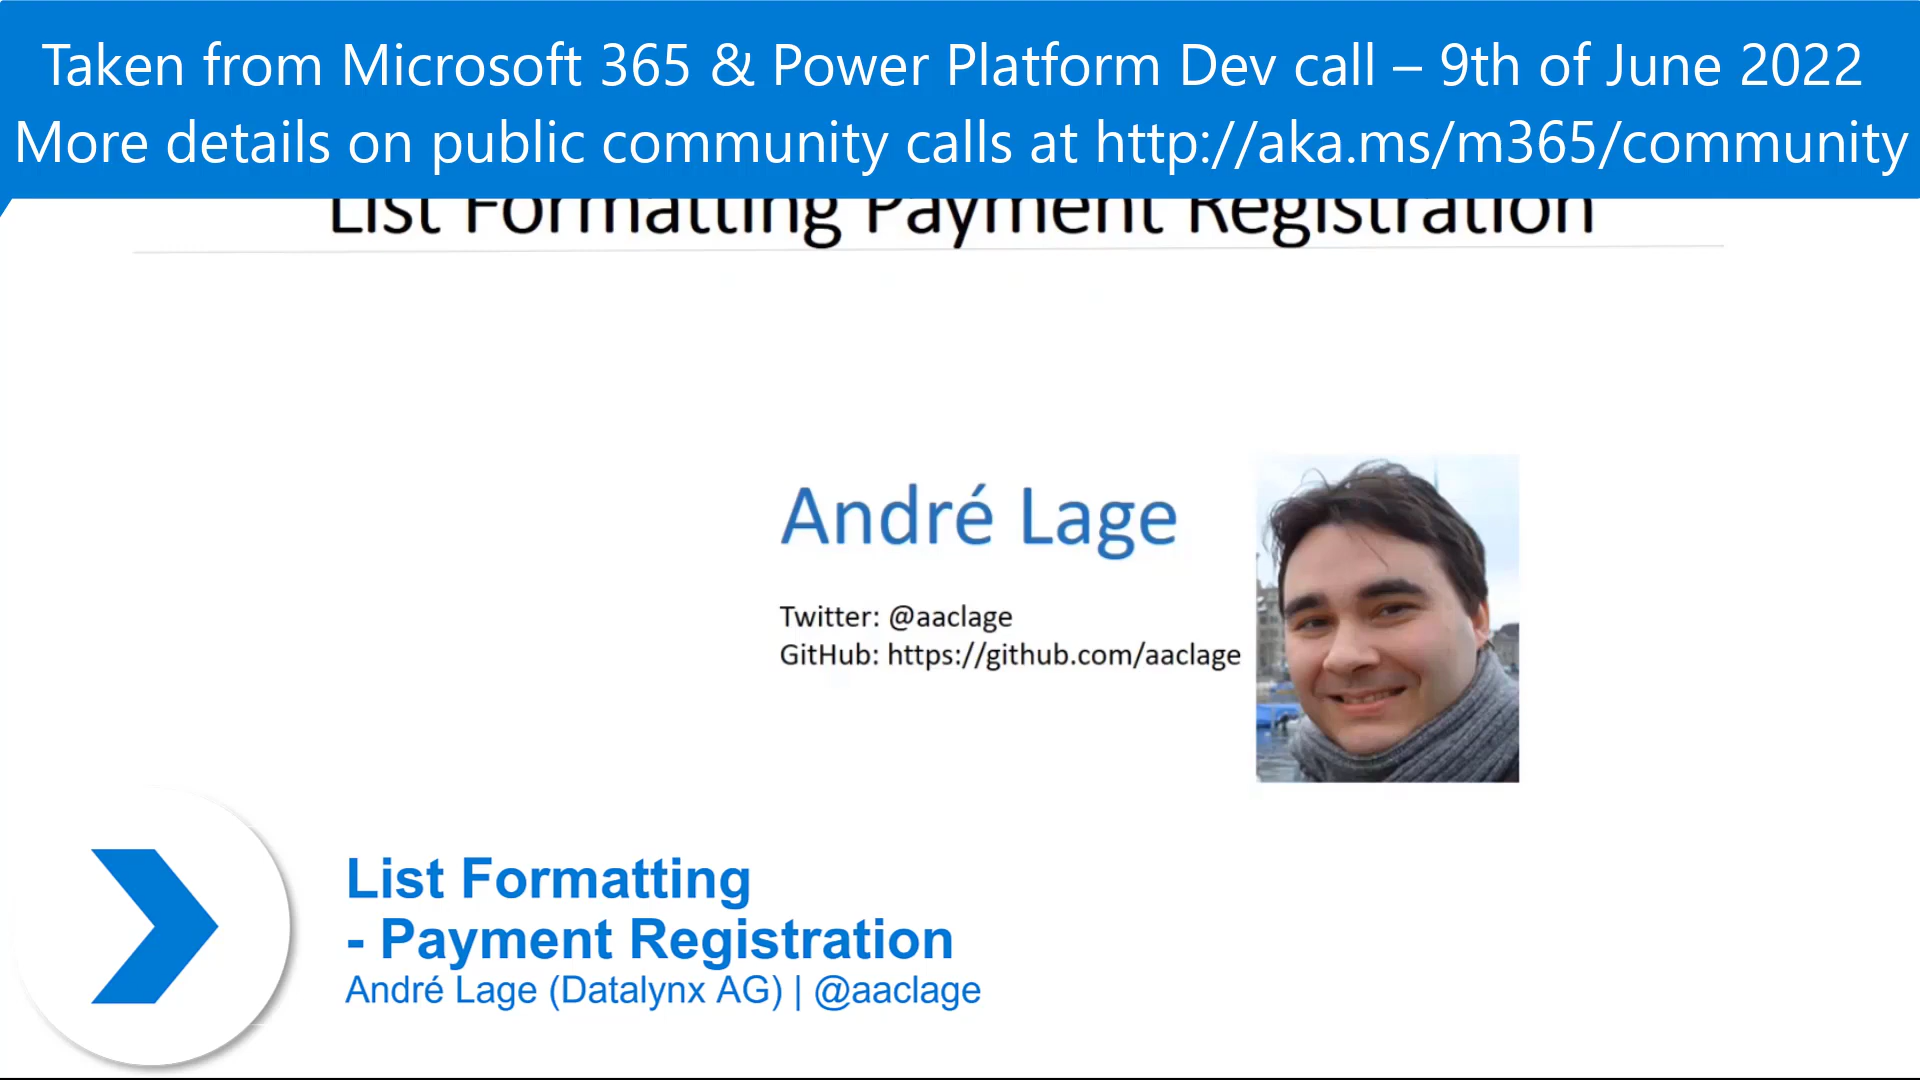 Taken from Microsoft 365 & Power Platform Dev call – 9th of June 2022
More details on public community calls at http://aka.ms/m365/community
List Formatting Payment Registration
André Lage
Twitter: @aaclage
GitHub: https://github.com/aaclage
List Formatting
- Payment Registration
André Lage (Datalynx AG) | @aaclage